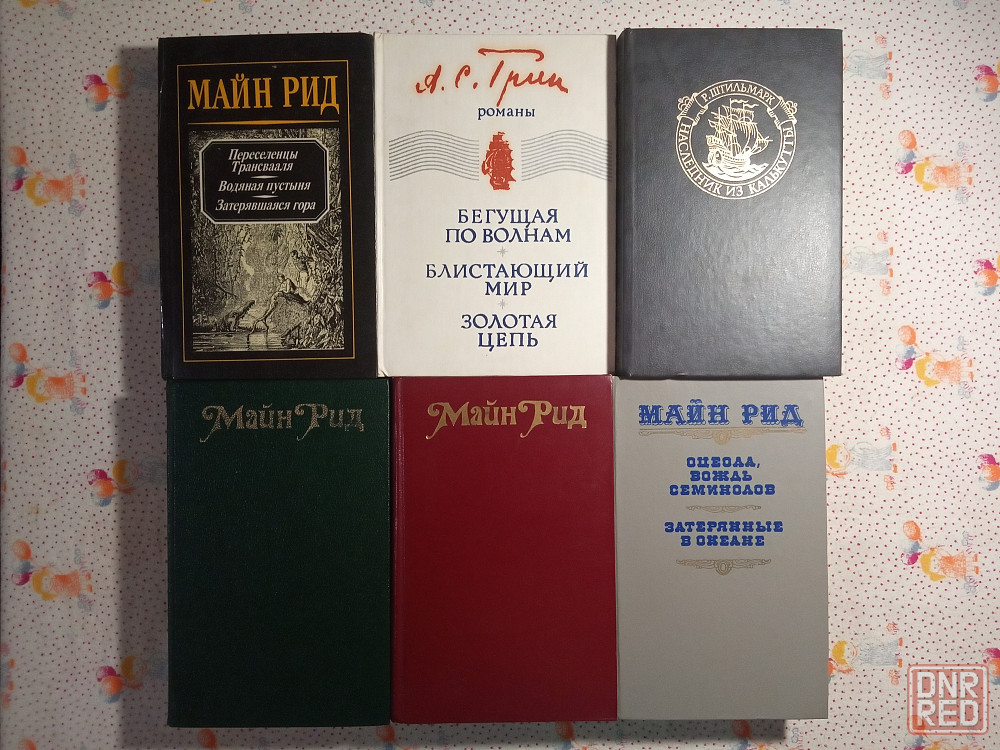 МАЙН РИД
Переселенцы
Трансвааля
Водяная пустыня
Затерявшаяся гора
А. С. Грин
романы
БЕГУЩАЯ
ПО ВОЛНАМ
БЛИСТАЮЩИЙ
МИР
ЗОЛОТАЯ
ЦЕПЬ
Р. ШТИЛЬМАРК
НАСЛЕДНИК ИЗ КАЛЬКУТТЫ
Майн Рид
Майн Рид
МАЙН РИД
ОЦЕОЛА,
ВОЖДЬ
СЕМИНОЛОВ
ЗАТЕРЯННЫЕ
В ОКЕАНЕ
DNR
RED